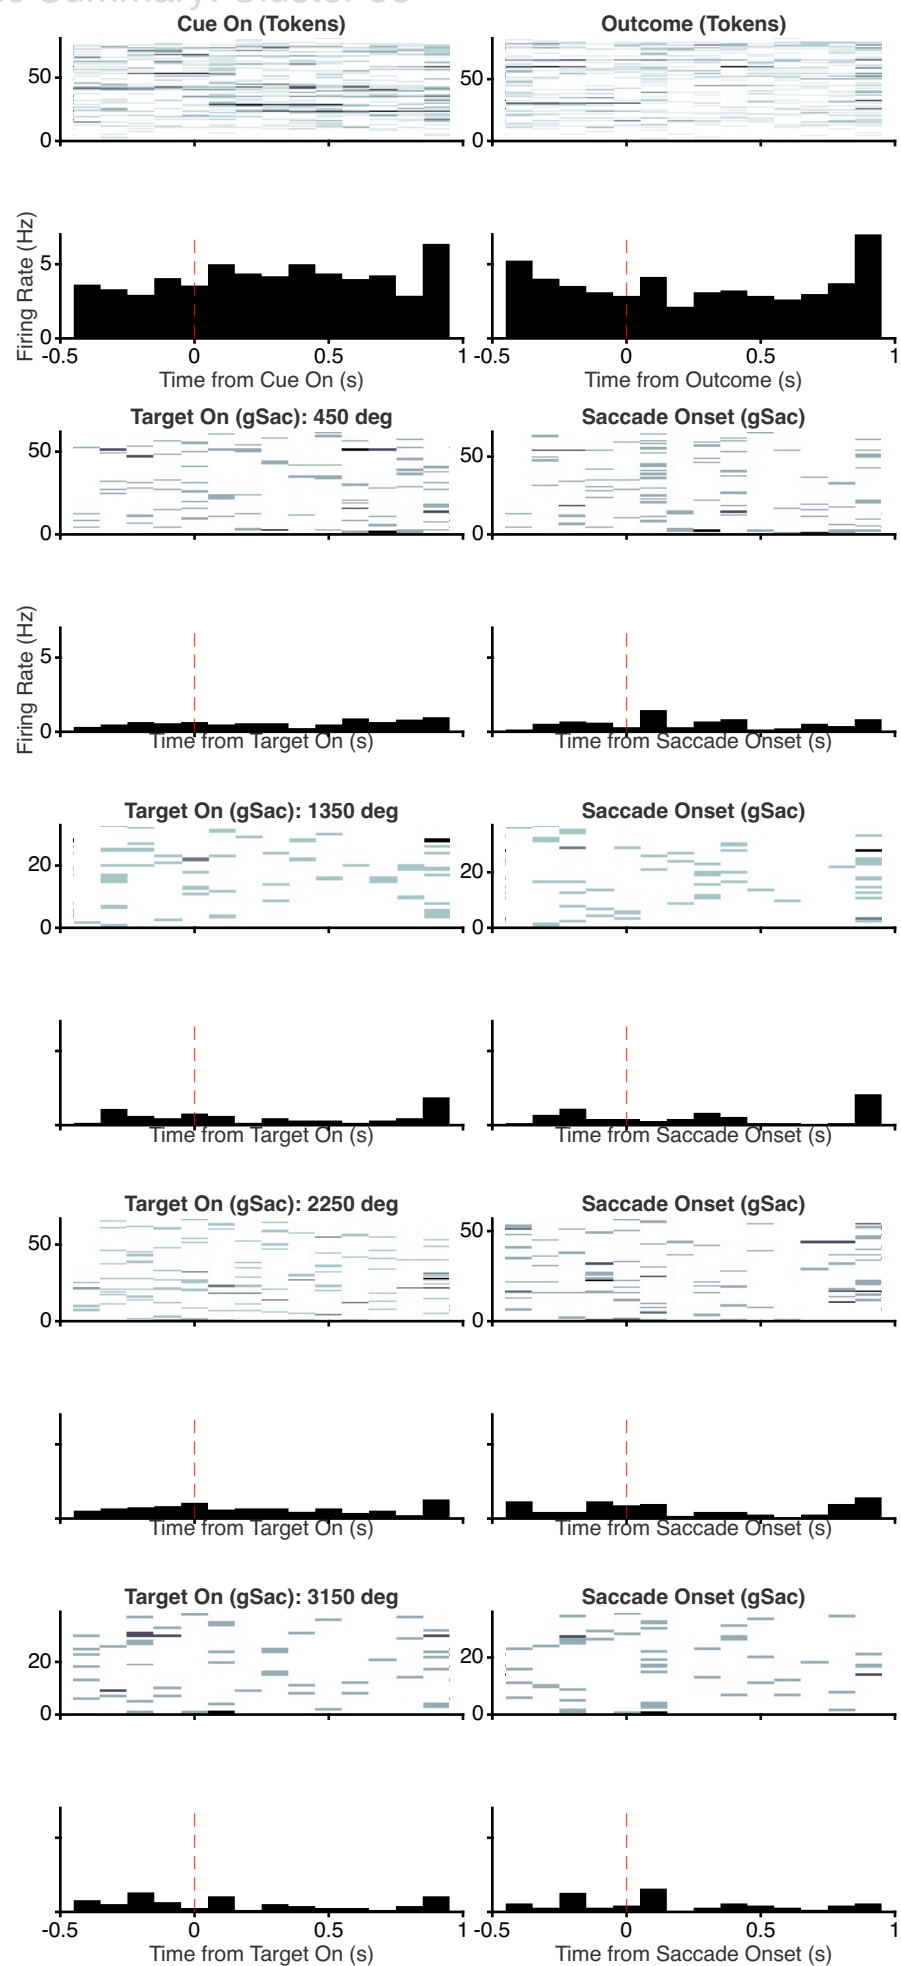 Summary: Cluster
Cue On (Tokens) Outcome (Tokens)
50 50
0 0
Firing Rate (Hz)
5
0
-0.5 0 0.5 1 -0.5 0 0.5 1
Time from Cue On (s) Time from Outcome (s)
Target On (gSac): 450 deg Saccade Onset (gSac)
50 50
0 0
Firing Rate (Hz)
5
0
Time from Target On (s) Time from Saccade Onset (s)
Target On (gSac): 1350 deg Saccade Onset (gSac)
20 20
0 0
Time from Target On (s) Time from Saccade Onset (s)
Target On (gSac): 2250 deg Saccade Onset (gSac)
50 50
0 0
Time from Target On (s) Time from Saccade Onset (s)
Target On (gSac): 3150 deg Saccade Onset (gSac)
20 20
0 0
-0.5 0 0.5 1 -0.5 0 0.5 1
Time from Target On (s) Time from Saccade Onset (s)